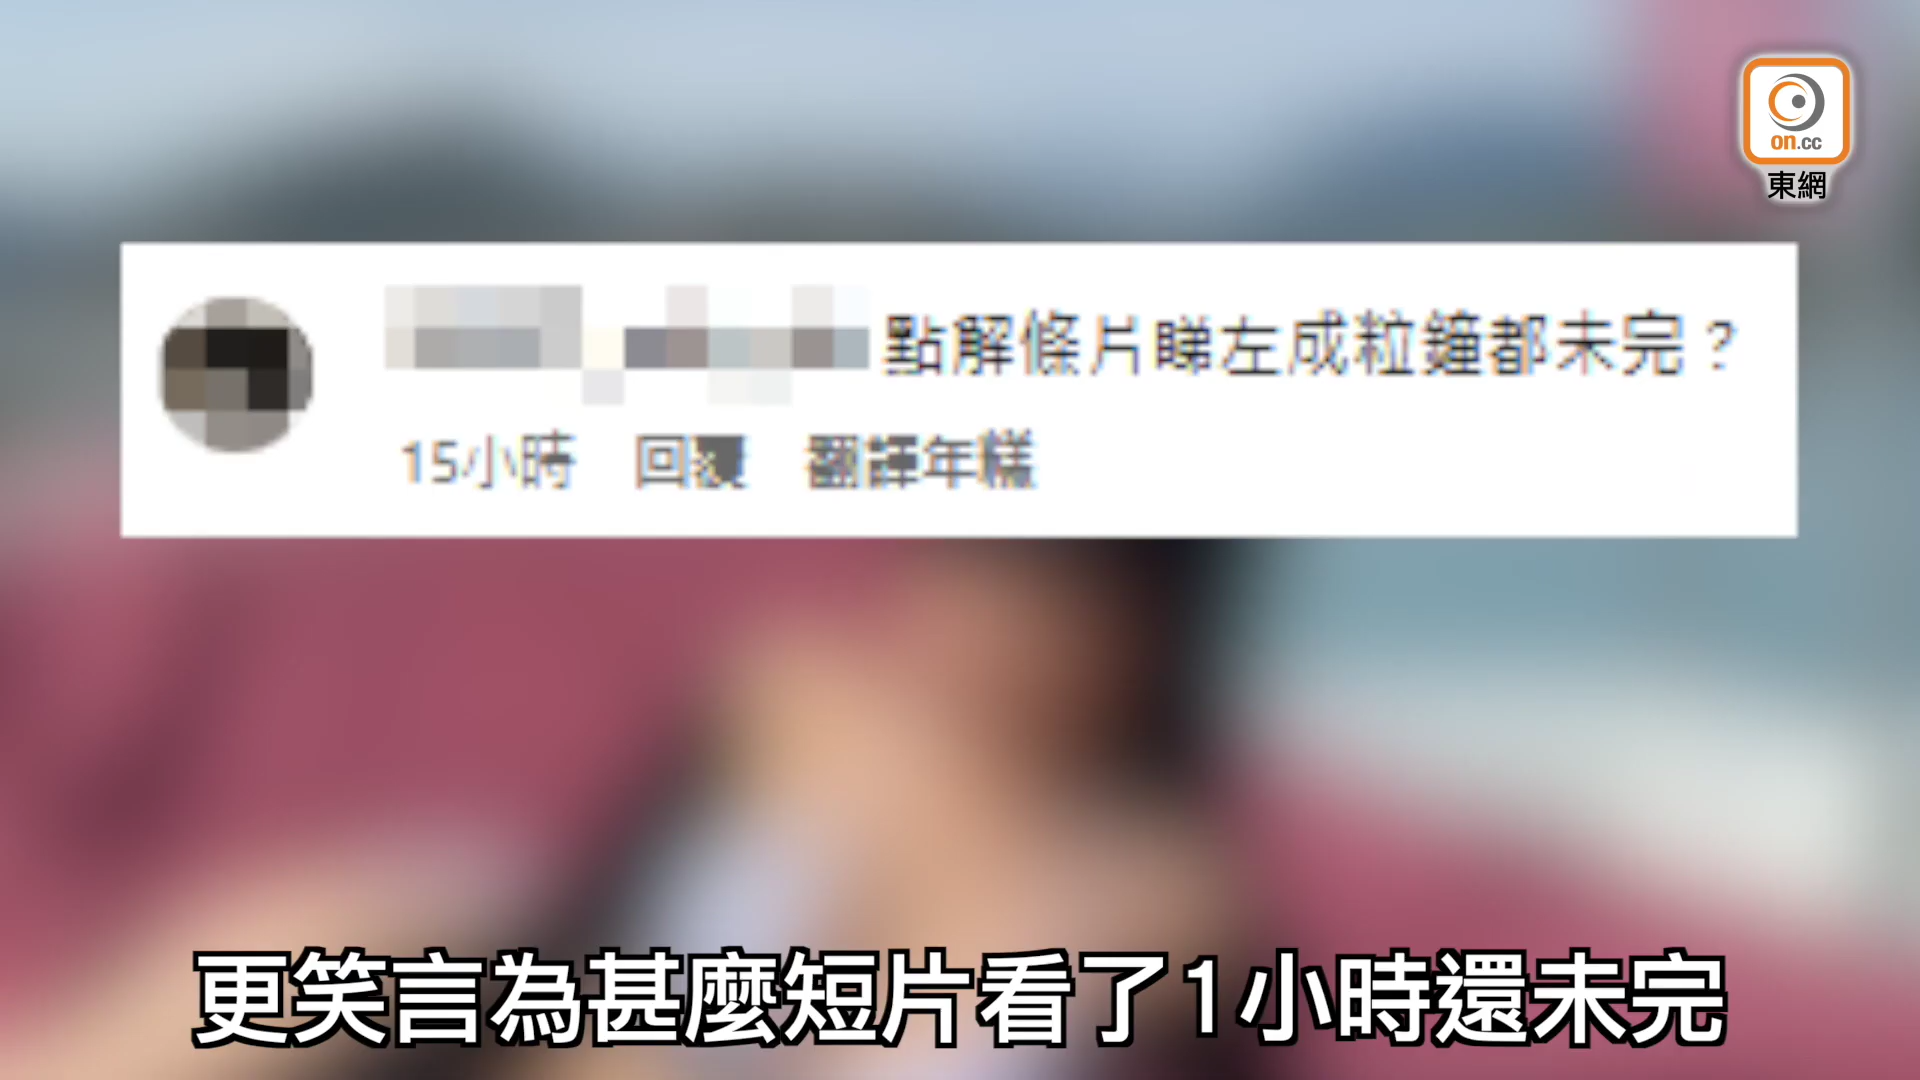 on.cc
東網
點解條片睇左成粒鐘都未完？
15小時 回覆 翻譯年糕
更笑言為甚麼短片看了1小時還未完